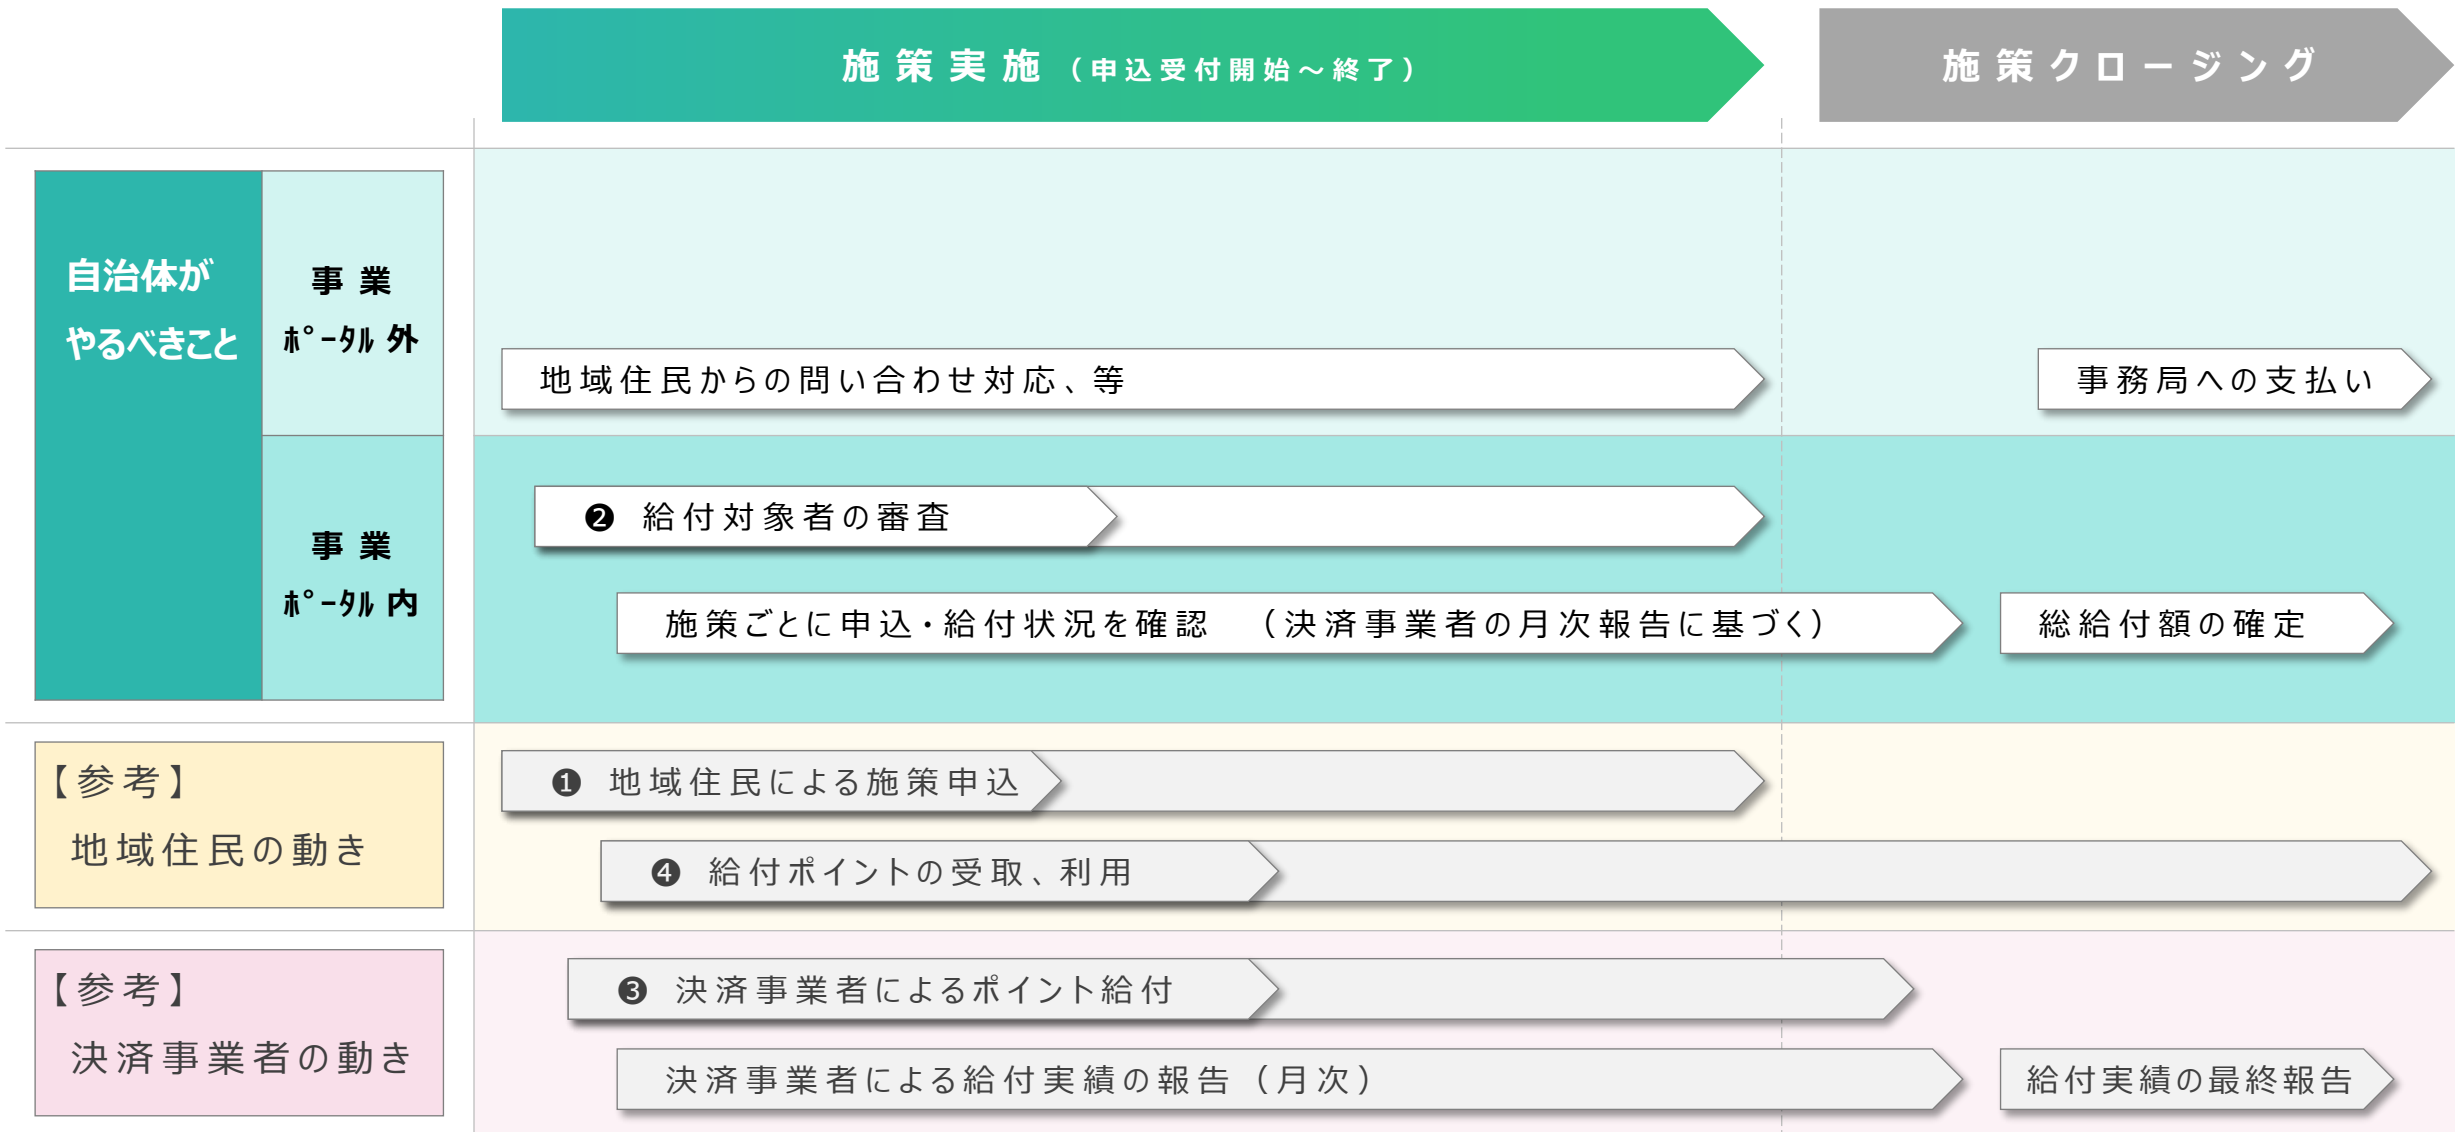 施策実施（申込受付開始～終了）
施策クロージング
自治体が
やるべきこと
事業
ﾎﾟｰﾀﾙ外
地域住民からの問い合わせ対応、等
事務局への支払い
事業
ﾎﾟｰﾀﾙ内
❷ 給付対象者の審査
施策ごとに申込・給付状況を確認　（決済事業者の月次報告に基づく）
総給付額の確定
【参考】
地域住民の動き
❶ 地域住民による施策申込
❹ 給付ポイントの受取、利用
【参考】
決済事業者の動き
❸ 決済事業者によるポイント給付
決済事業者による給付実績の報告（月次）
給付実績の最終報告